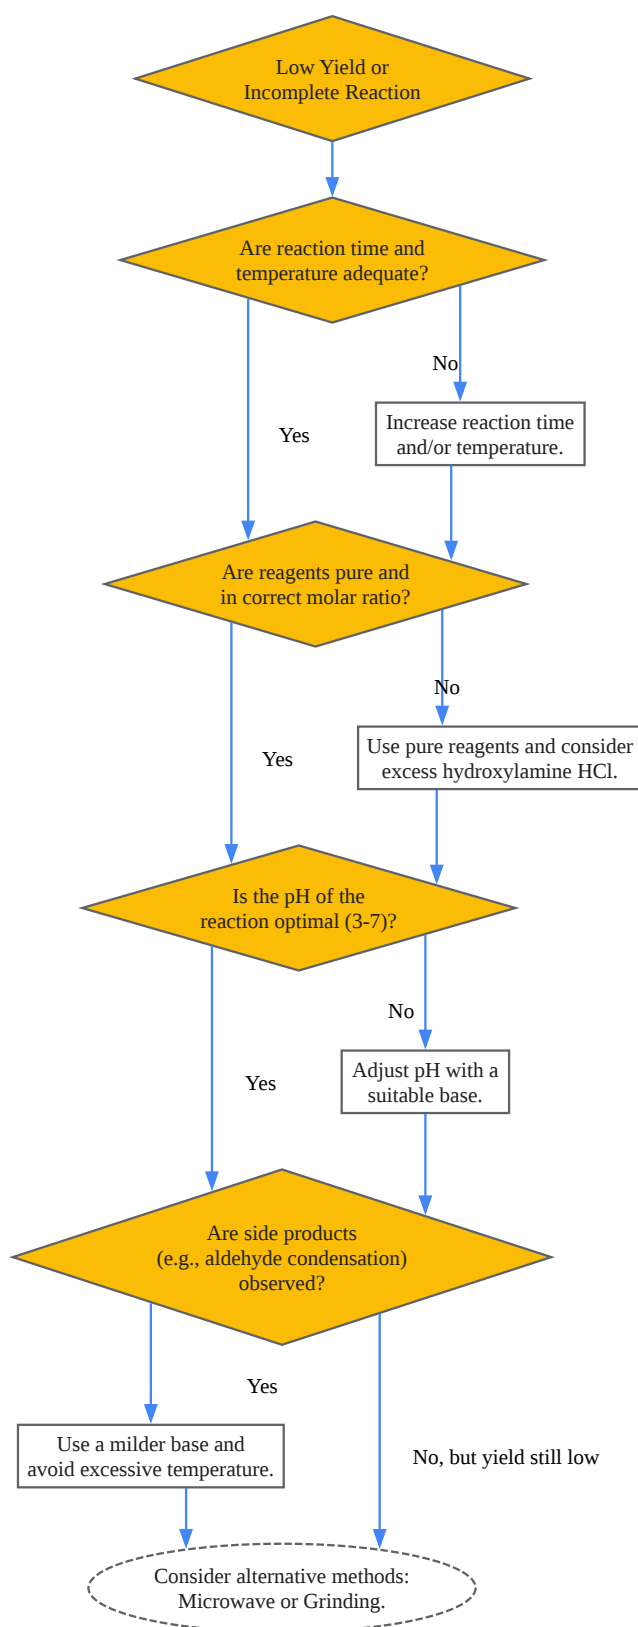 Low Yield or
Incomplete Reaction
Are reaction time and
temperature adequate?
No
Increase reaction time
and/or temperature.
Yes
Are reagents pure and
in correct molar ratio?
No
Use pure reagents and consider
excess hydroxylamine HCl.
Yes
Is the pH of the
reaction optimal (3-7)?
No
Adjust pH with a
suitable base.
Yes
Are side products
(e.g., aldehyde condensation)
observed?
Yes
Use a milder base and
avoid excessive temperature.
No, but yield still low
Consider alternative methods:
Microwave or Grinding.